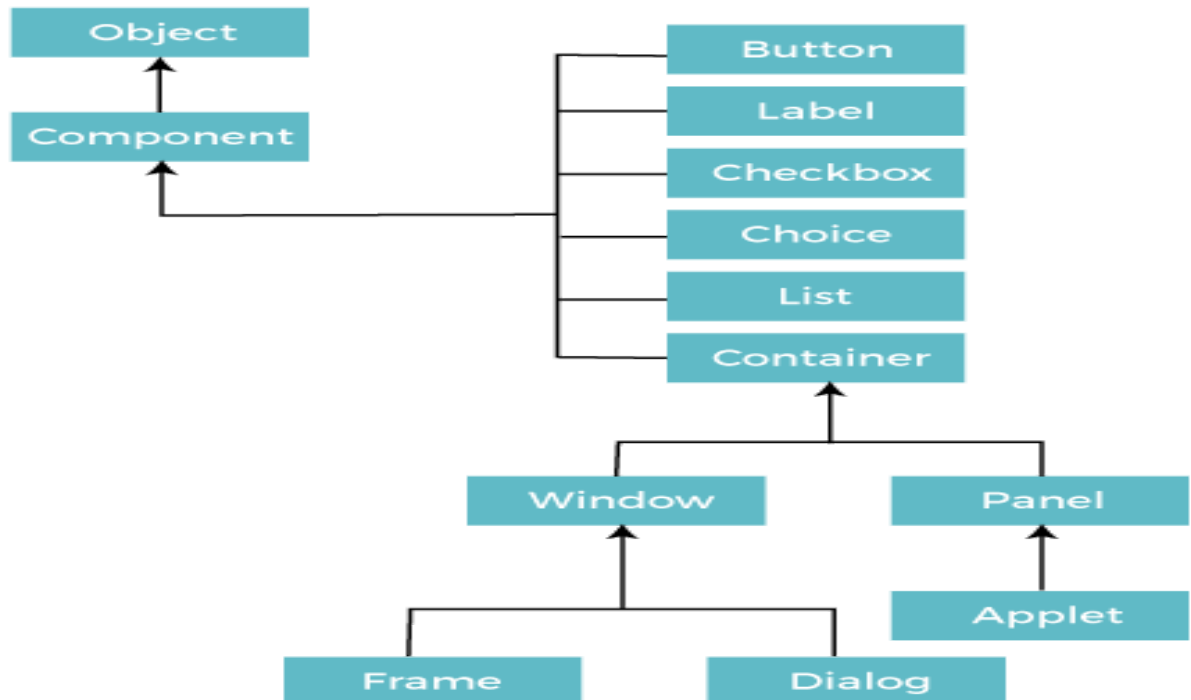 Object
Component
Button
Label
Checkbox
Choice
List
Container
Window
Panel
Applet
Frame
Dialog